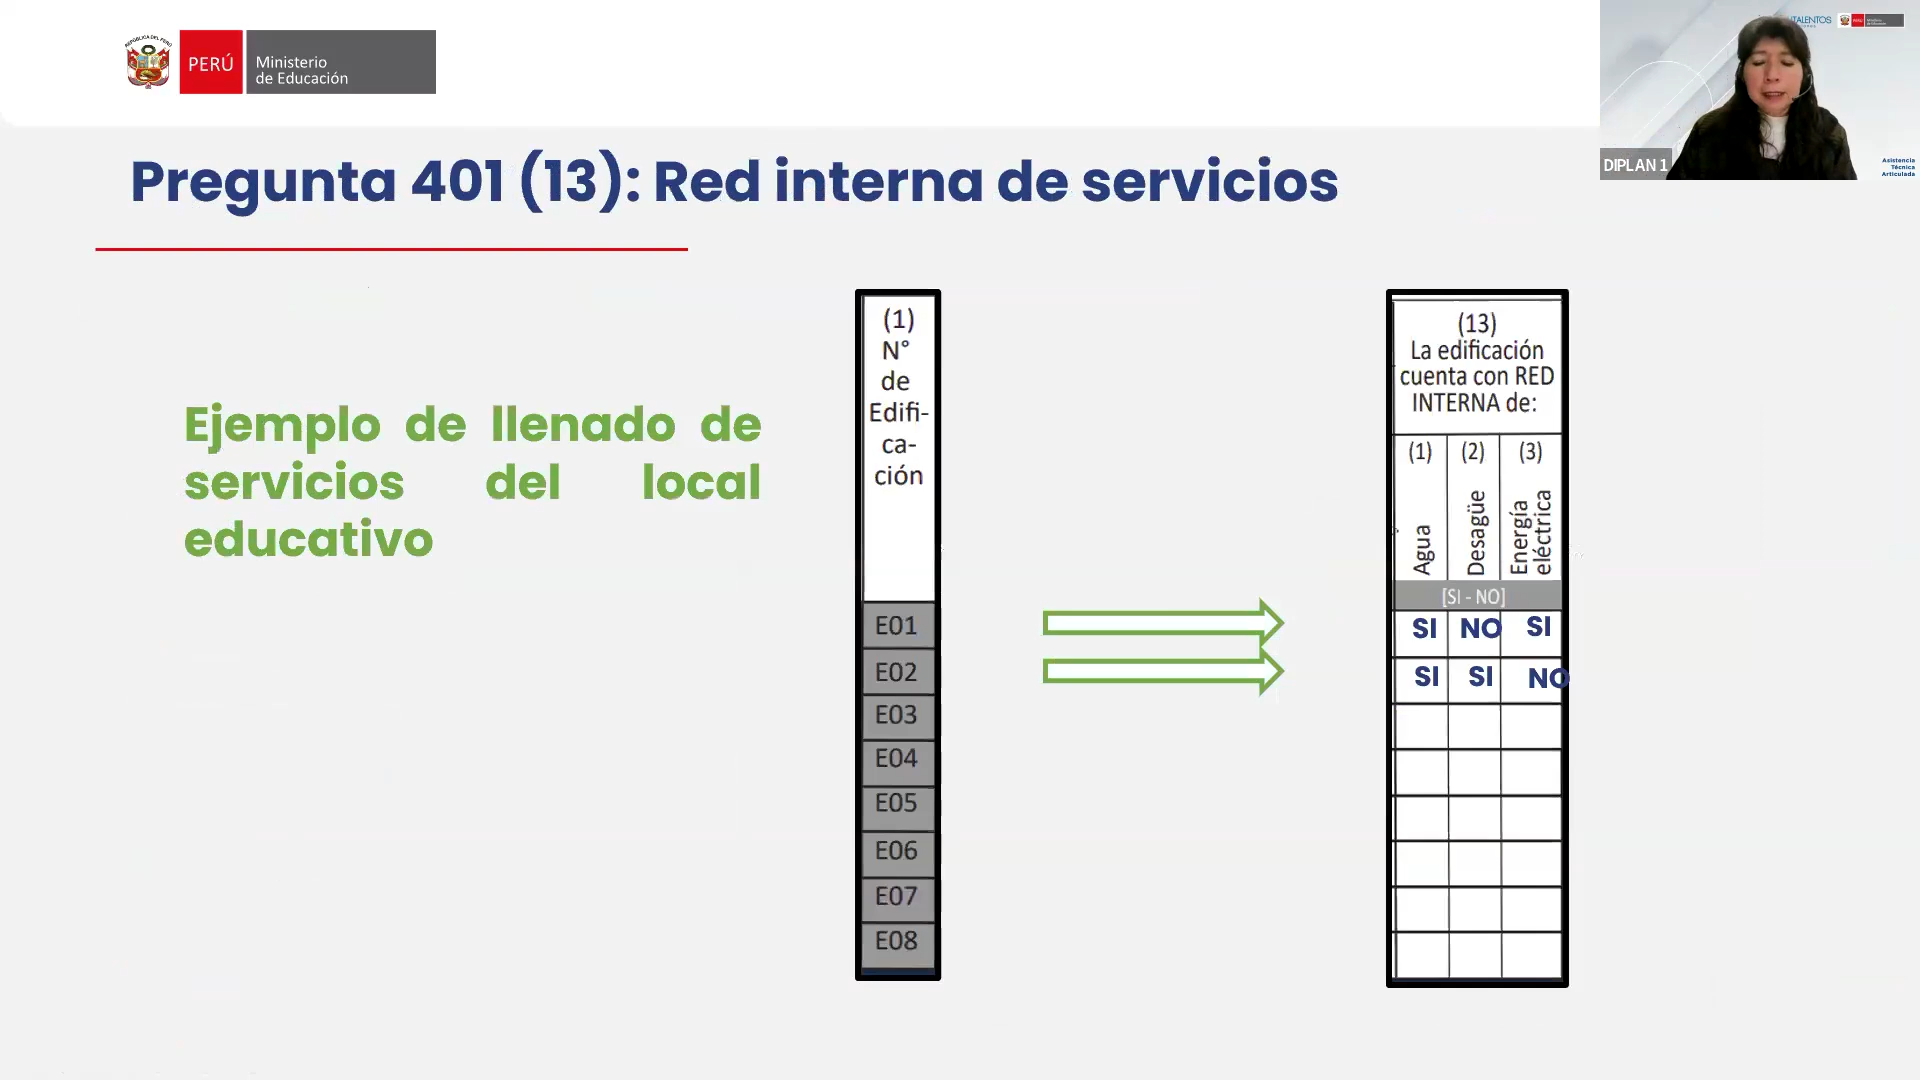 REPÚBLICA DEL PERÚ
PERÚ
Ministerio
de Educación
TALENTOS
DIPLAN 1
Asistencia
Técnica
Articulada
Pregunta 401 (13): Red interna de servicios
Ejemplo de llenado de
servicios del local
educativo
(1)
N°
de
Edifi-
ca-
ción
E01
E02
E03
E04
E05
E06
E07
E08
(13)
La edificación
cuenta con RED
INTERNA de:
(1) (2) (3)
Agua
Desagüe
Energía
eléctrica
[SI - NO]
SI NO SI
SI SI NO